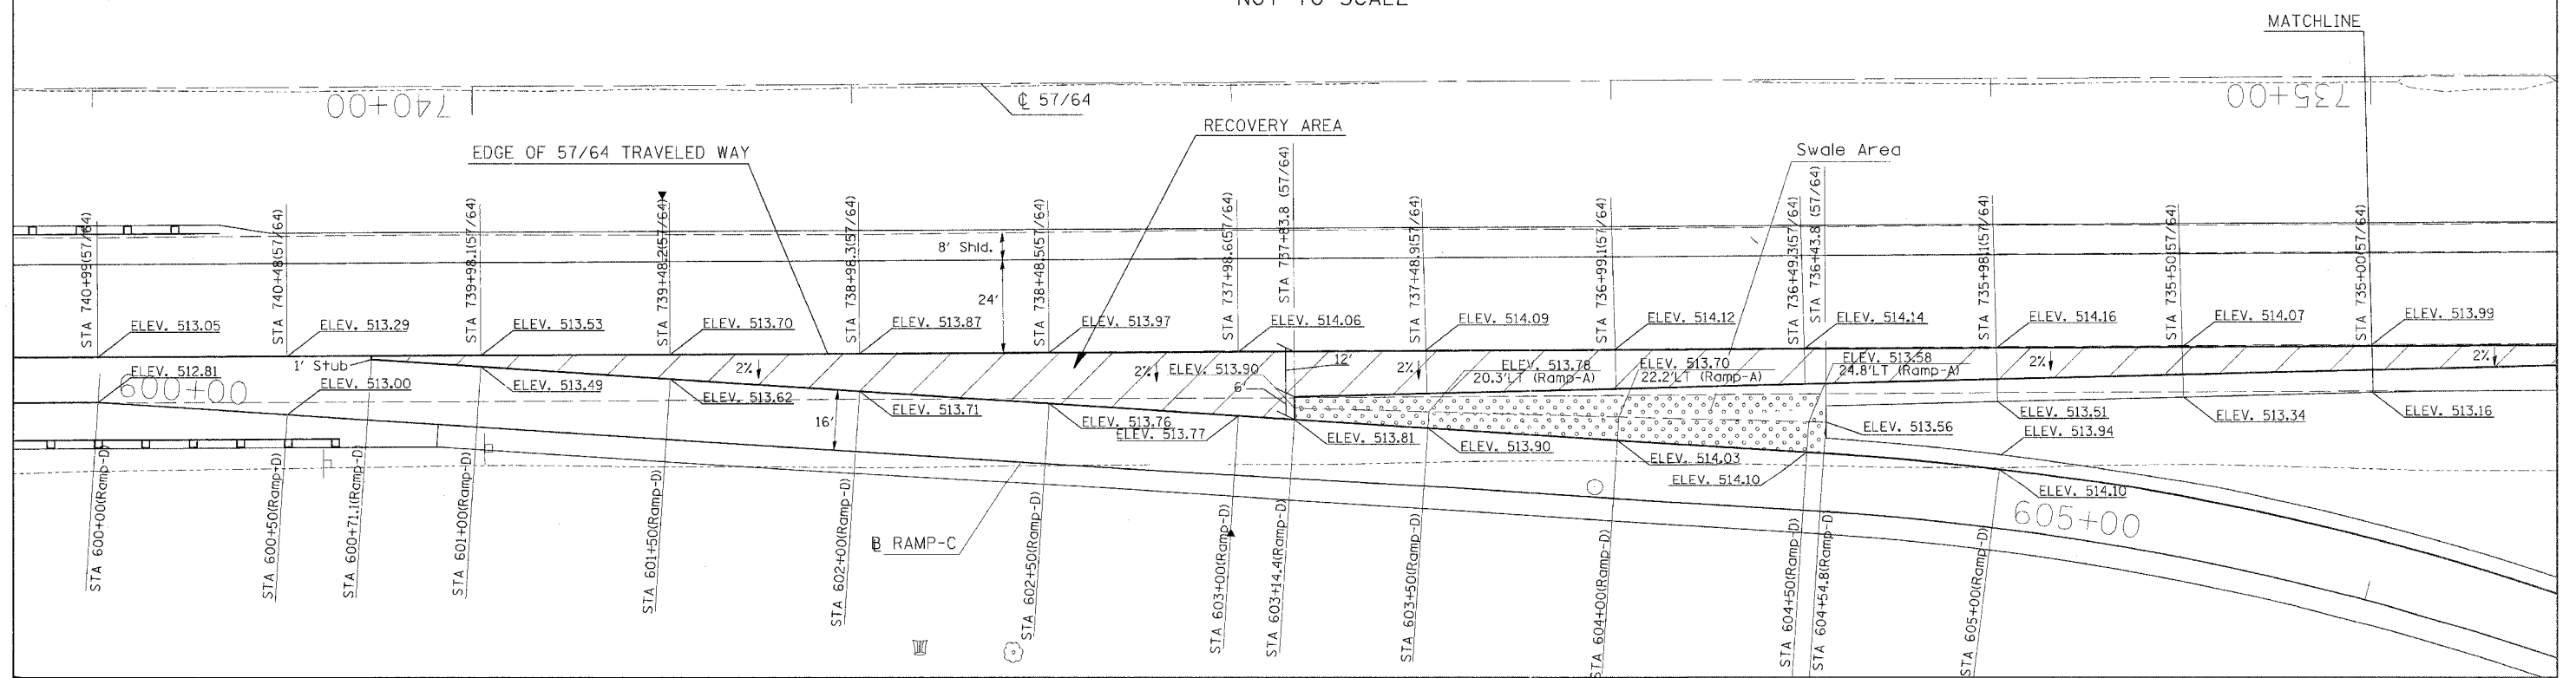 NOT TO SCALE
MATCHLINE
740+00
℄ 57/64
735+00
RECOVERY AREA
EDGE OF 57/64 TRAVELED WAY
Swale Area
STA 740+99(57/64)
STA 740+48(57/64)
STA 739+98.1(57/64)
STA 739+48.2(57/64)
STA 738+98.3(57/64)
STA 738+48.5(57/64)
STA 737+98.6(57/64)
STA 737+83.8 (57/64)
STA 737+48.9(57/64)
STA 736+99.1(57/64)
STA 736+49.3(57/64)
STA 736+43.8 (57/64)
STA 735+98.1(57/64)
STA 735+50(57/64)
STA 735+00(57/64)
8' Shld.
24'
ELEV. 513.05
ELEV. 513.29
ELEV. 513.53
ELEV. 513.70
ELEV. 513.87
ELEV. 513.97
ELEV. 514.06
ELEV. 514.09
ELEV. 514.12
ELEV. 514.14
ELEV. 514.16
ELEV. 514.07
ELEV. 513.99
1' Stub
2%
2%
ELEV. 513.90
12'
6'
2%
ELEV. 513.78
20.3'LT (Ramp-A)
ELEV. 513.70
22.2'LT (Ramp-A)
ELEV. 513.58
24.8'LT (Ramp-A)
2%
2%
ELEV. 512.81
600+00
ELEV. 513.00
ELEV. 513.49
ELEV. 513.62
ELEV. 513.71
16'
ELEV. 513.76
ELEV. 513.77
ELEV. 513.81
ELEV. 513.90
ELEV. 514.03
ELEV. 514.10
ELEV. 513.56
ELEV. 513.51
ELEV. 513.94
ELEV. 513.34
ELEV. 513.16
ELEV. 514.10
605+00
RAMP-C
STA 600+00(Ramp-D)
STA 600+50(Ramp-D)
STA 600+71.1(Ramp-D)
STA 601+00(Ramp-D)
STA 601+50(Ramp-D)
STA 602+00(Ramp-D)
STA 602+50(Ramp-D)
STA 603+00(Ramp-D)
STA 603+14.4(Ramp-D)
STA 603+50(Ramp-D)
STA 604+00(Ramp-D)
STA 604+50(Ramp-D)
STA 604+54.8(Ramp-D
STA 605+00(Ramp-D)